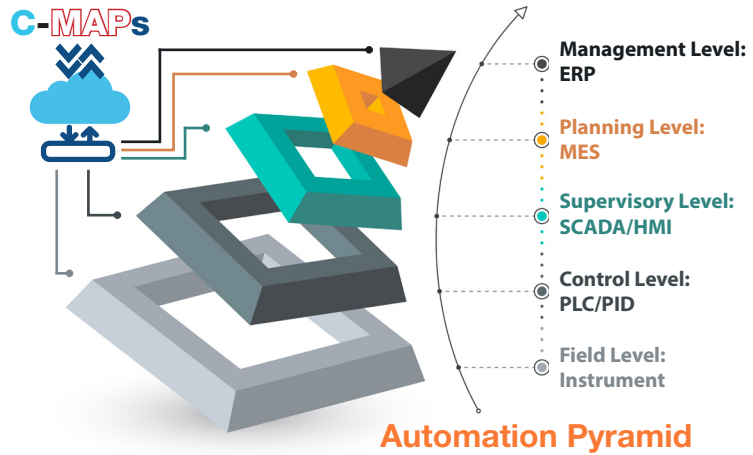 C-MAPs
Management Level:
ERP
Planning Level:
MES
Supervisory Level:
SCADA/HMI
Control Level:
PLC/PID
Field Level:
Instrument
Automation Pyramid